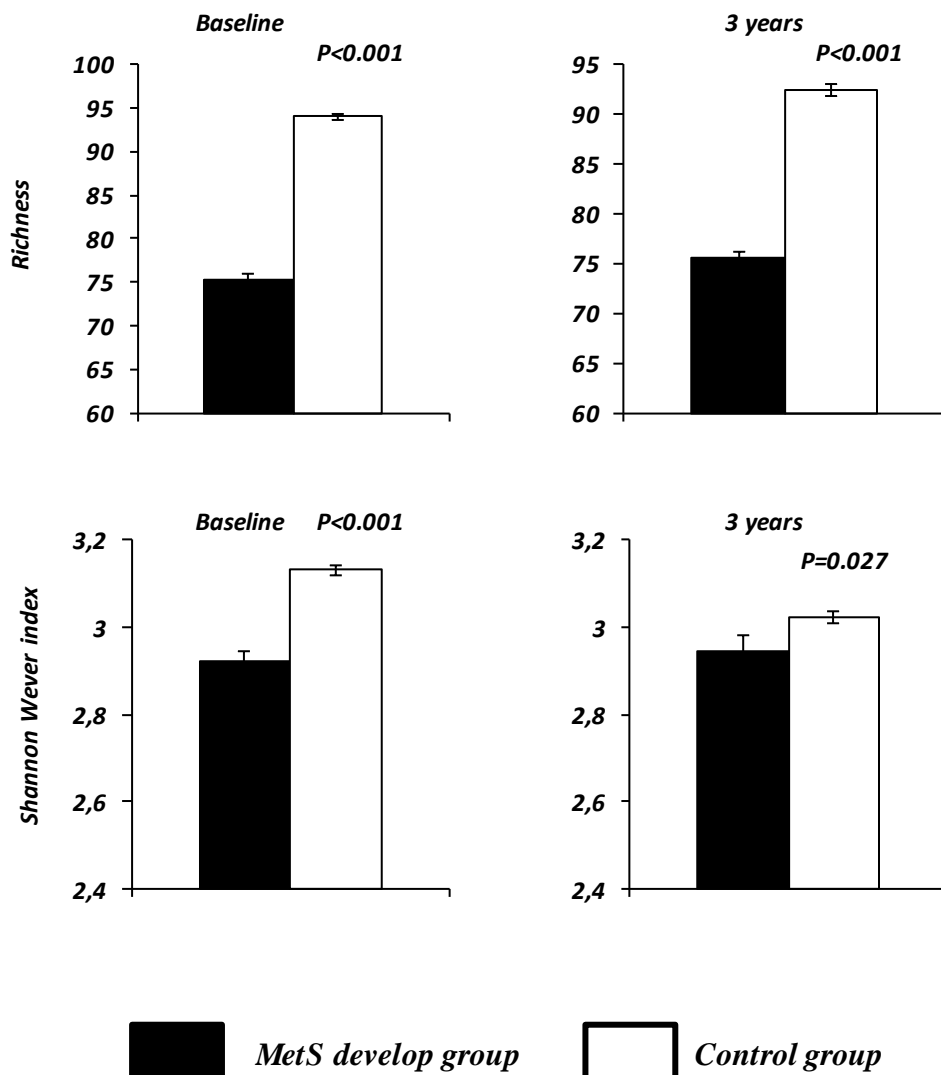 Baseline
P<0.001
100
95
90
85
80
75
70
65
60
Richness
3 years
P<0.001
95
90
85
80
75
70
65
60
Baseline P<0.001
3,2
3
2,8
2,6
2,4
Shannon Wever index
3 years
P=0.027
3,2
3
2,8
2,6
2,4
MetS develop group
Control group